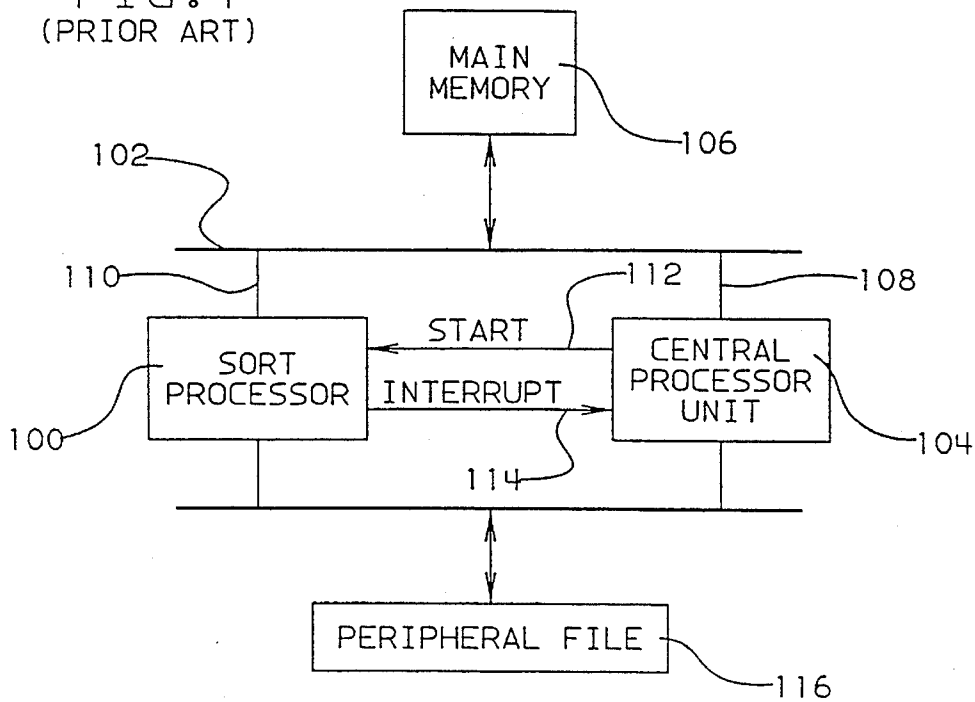 (PRIOR ART)
MAIN
MEMORY
106
102
110
112
108
START
SORT
PROCESSOR
CENTRAL
PROCESSOR
UNIT
INTERRUPT
100
104
114
PERIPHERAL FILE
116